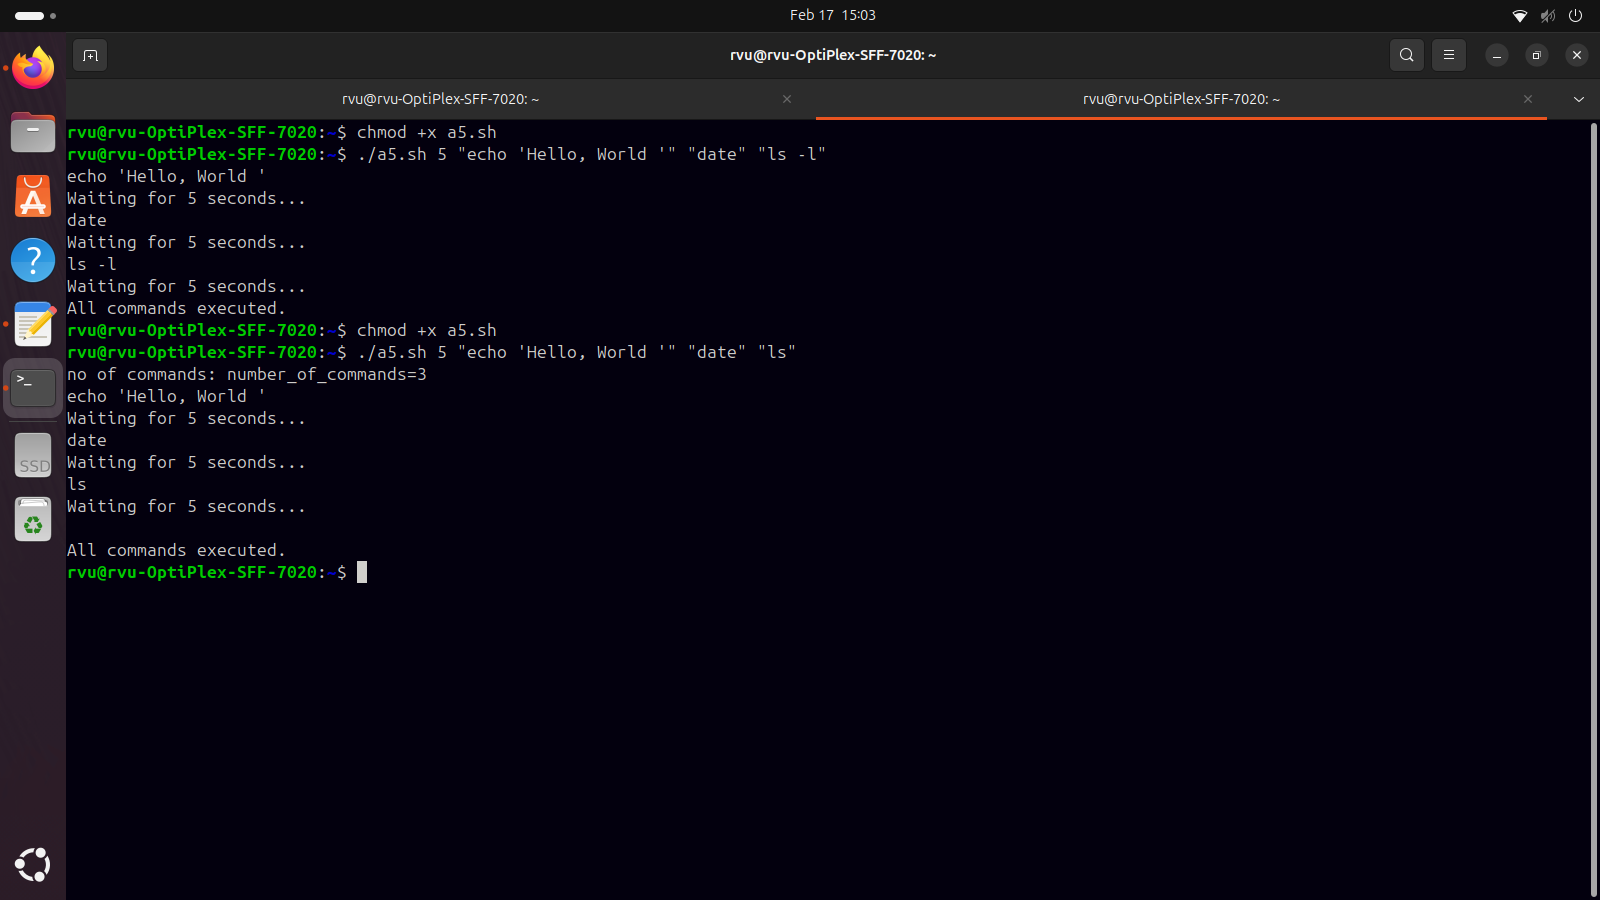 Feb 17 15:03
rvu@rvu-OptiPlex-SFF-7020: ~
rvu@rvu-OptiPlex-SFF-7020: ~
rvu@rvu-OptiPlex-SFF-7020: ~
rvu@rvu-OptiPlex-SFF-7020:~$ chmod +x a5.sh
rvu@rvu-OptiPlex-SFF-7020:~$ ./a5.sh 5 "echo 'Hello, World '" "date" "ls -l"
echo 'Hello, World '
Waiting for 5 seconds...
date
Waiting for 5 seconds...
ls -l
Waiting for 5 seconds...
All commands executed.
rvu@rvu-OptiPlex-SFF-7020:~$ chmod +x a5.sh
rvu@rvu-OptiPlex-SFF-7020:~$ ./a5.sh 5 "echo 'Hello, World '" "date" "ls"
no of commands: number_of_commands=3
echo 'Hello, World '
Waiting for 5 seconds...
date
Waiting for 5 seconds...
ls
Waiting for 5 seconds...
All commands executed.
rvu@rvu-OptiPlex-SFF-7020:~$
SSD